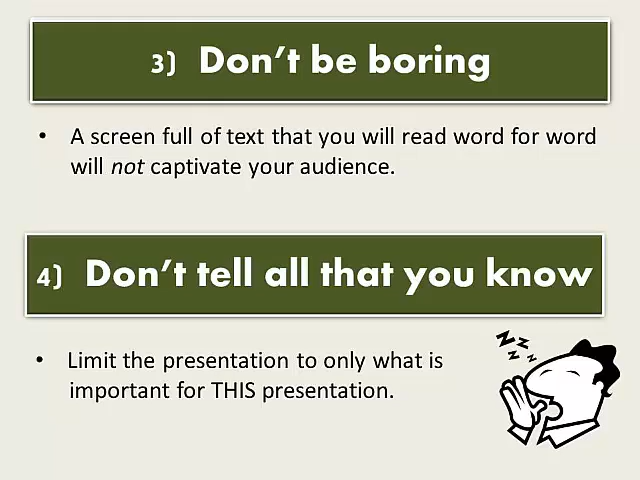 3) Don't be boring
• A screen full of text that you will read word for word
will not captivate your audience.
4) Don't tell all that you know
• Limit the presentation to only what is
important for THIS presentation.
z z z z z